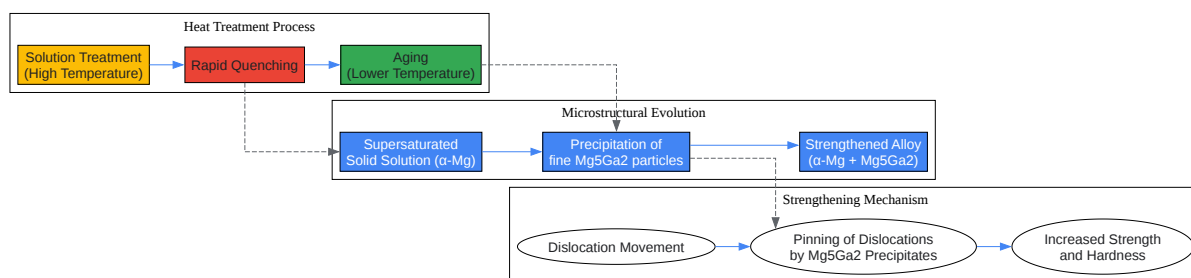 Heat Treatment Process
Solution Treatment
(High Temperature)
Rapid Quenching
Aging
(Lower Temperature)
Microstructural Evolution
Supersaturated
Solid Solution (α-Mg)
Precipitation of
fine Mg5Ga2 particles
Strengthened Alloy
(α-Mg + Mg5Ga2)
Strengthening Mechanism
Dislocation Movement
Pinning of Dislocations
by Mg5Ga2 Precipitates
Increased Strength
and Hardness